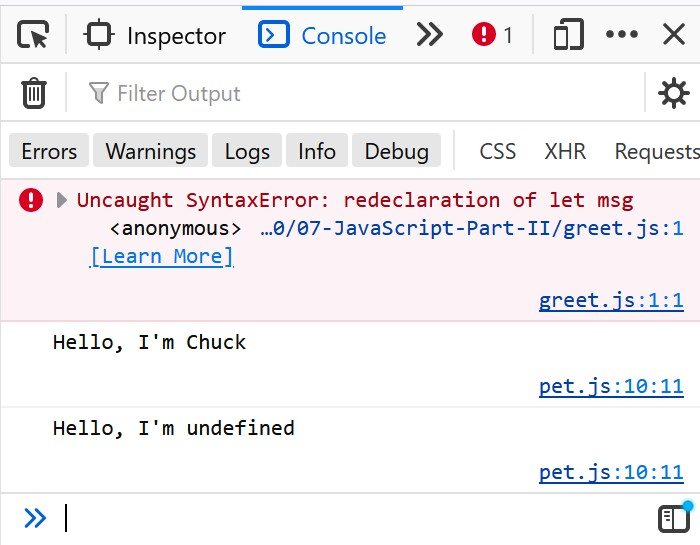 Inspector Console 1
Filter Output
Errors Warnings Logs Info Debug CSS XHR Requests
Uncaught SyntaxError: redeclaration of let msg
<anonymous> …0/07-JavaScript-Part-II/greet.js:1
[Learn More]
greet.js:1:1
Hello, I'm Chuck
pet.js:10:11
Hello, I'm undefined
pet.js:10:11